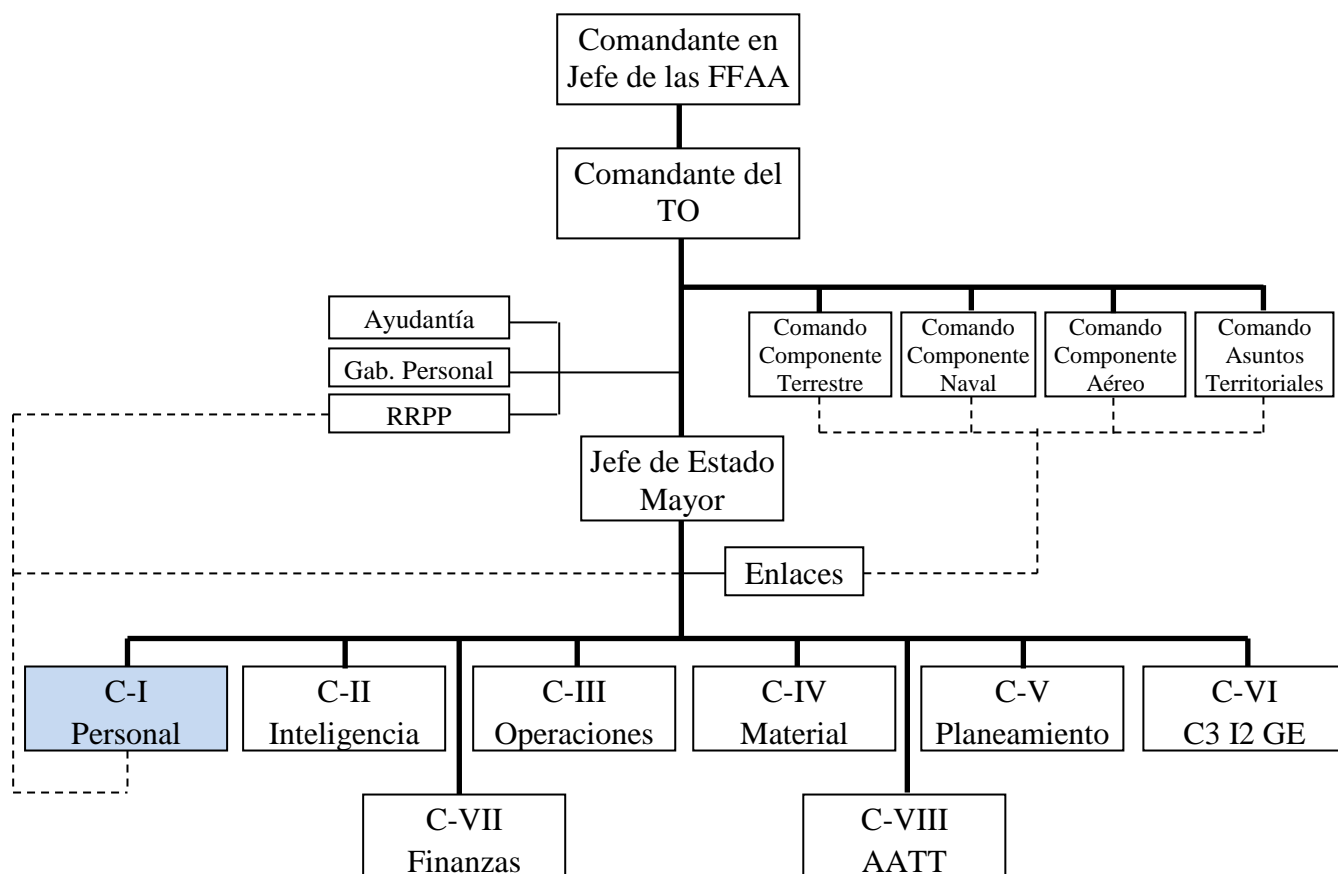 Comandante en
Jefe de las FFAA
Comandante del
TO
Ayudantía
Gab. Personal
RRPP
Comando
Componente
Terrestre
Comando
Componente
Naval
Comando
Componente
Aéreo
Comando
Asuntos
Territoriales
Jefe de Estado
Mayor
Enlaces
C-I
Personal
C-II
Inteligencia
C-III
Operaciones
C-IV
Material
C-V
Planeamiento
C-VI
C3 I2 GE
C-VII
Finanzas
C-VIII
AATT